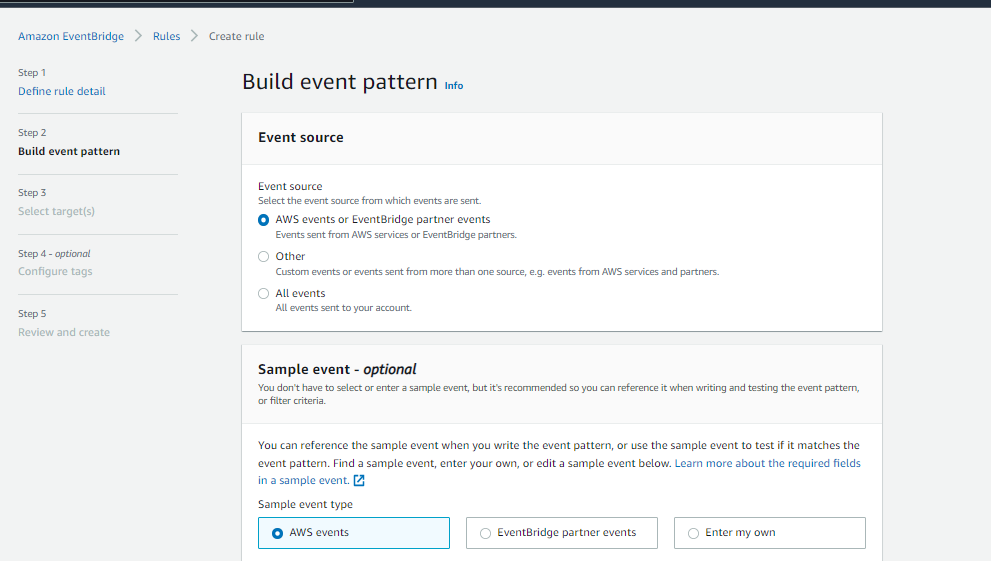 Amazon EventBridge > Rules > Create rule
Step 1
Define rule detail
Step 2
Build event pattern
Step 3
Select target(s)
Step 4 - optional
Configure tags
Step 5
Review and create
Build event pattern Info
Event source
Event source
Select the event source from which events are sent.
AWS events or EventBridge partner events
Events sent from AWS services or EventBridge partners.
Other
Custom events or events sent from more than one source, e.g. events from AWS services and partners.
All events
All events sent to your account.
Sample event - optional
You don't have to select or enter a sample event, but it's recommended so you can reference it when writing and testing the event pattern,
or filter criteria.
You can reference the sample event when you write the event pattern, or use the sample event to test if it matches the
event pattern. Find a sample event, enter your own, or edit a sample event below. Learn more about the required fields
in a sample event.
Sample event type
AWS events EventBridge partner events Enter my own